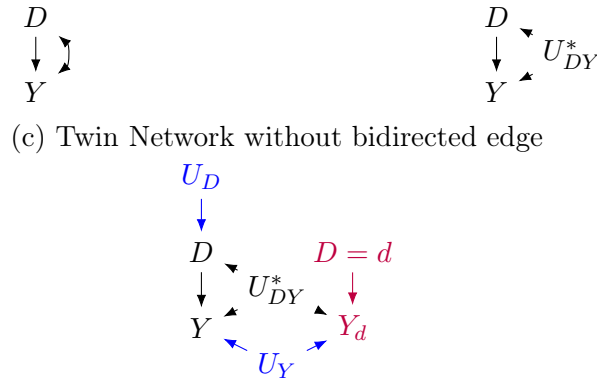 D D
U*DY
Y Y
(c) Twin Network without bidirected edge
UD
D D = d
U*DY
Y Yd
UY